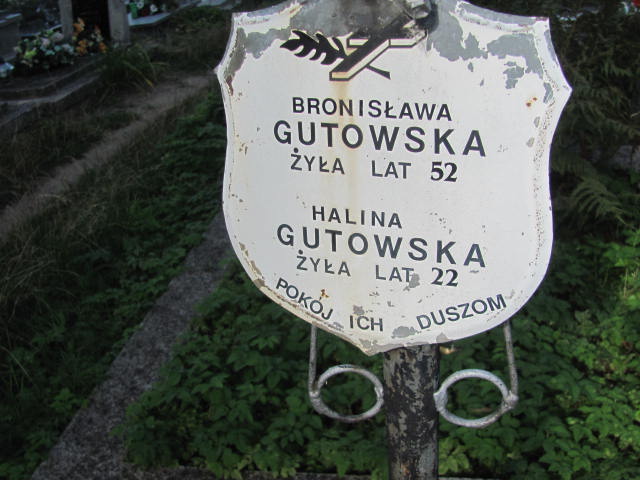 BRONISŁAWA
GUTOWSKA
ŻYŁA LAT 52
HALINA
GUTOWSKA
ŻYŁA LAT 22
POKÓJ ICH DUSZOM